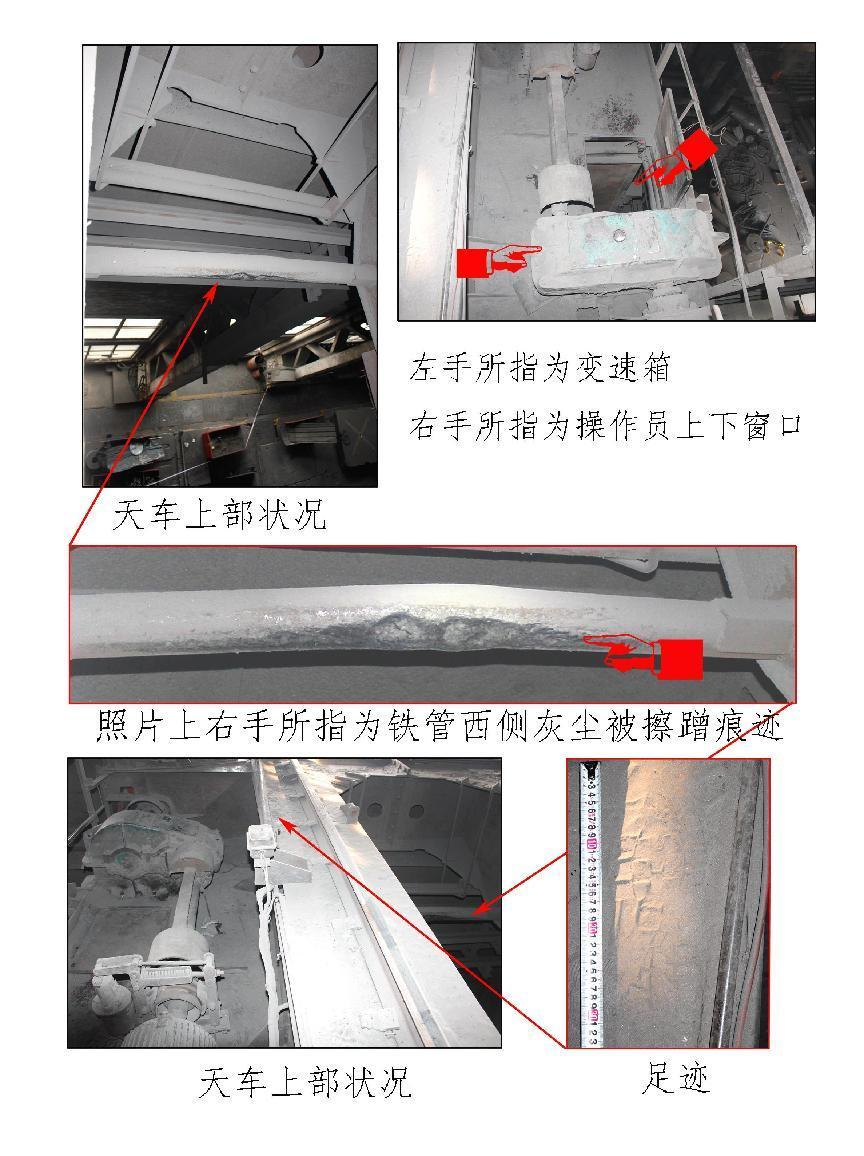 左手所指为变速箱
右手所指为操作员上下窗口
天车上部状况
照片上右手所指为铁管西侧灰尘被擦蹭痕迹
天车上部状况
足迹